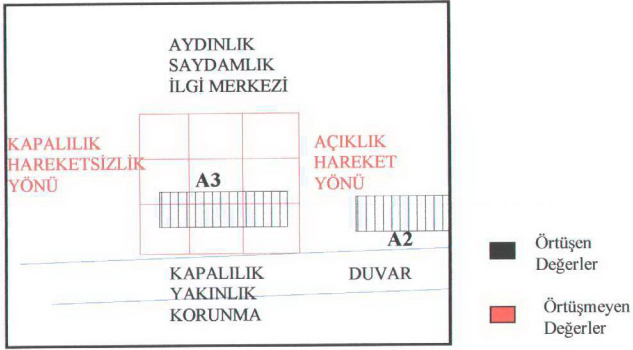 AYDINLIK
SAYDAMLIK
İLGİ MERKEZİ
KAPALILIK
HAREKETSİZLİK
YÖNÜ
AÇIKLIK
HAREKET
YÖNÜ
A3
A2
KAPALILIK
YAKINLIK
KORUNMA
DUVAR
Örtüşen
Değerler
Örtüşmeyen
Değerler